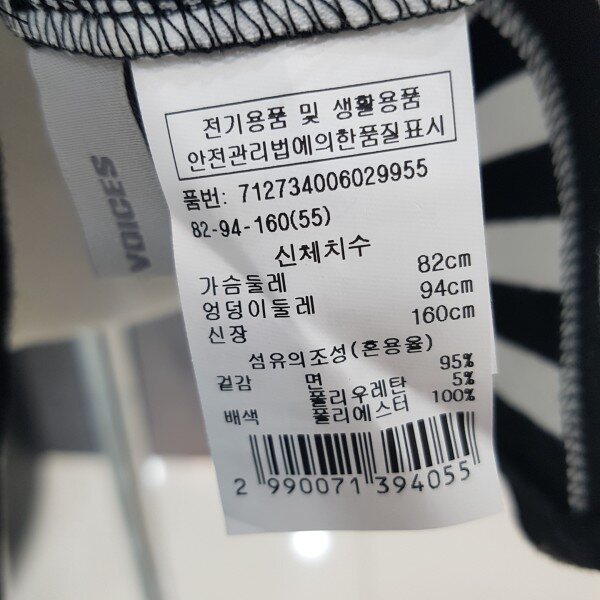 VOICES
전기용품 및 생활용품
안전관리법에의한품질표시
품번: 712734006029955
82-94-160(55)
신체치수
가슴둘레 82cm
엉덩이둘레 94cm
신장 160cm
섬유의조성(혼용율)
겉감 면 95%
폴리우레탄 5%
배색 폴리에스터 100%
2 990071 394055